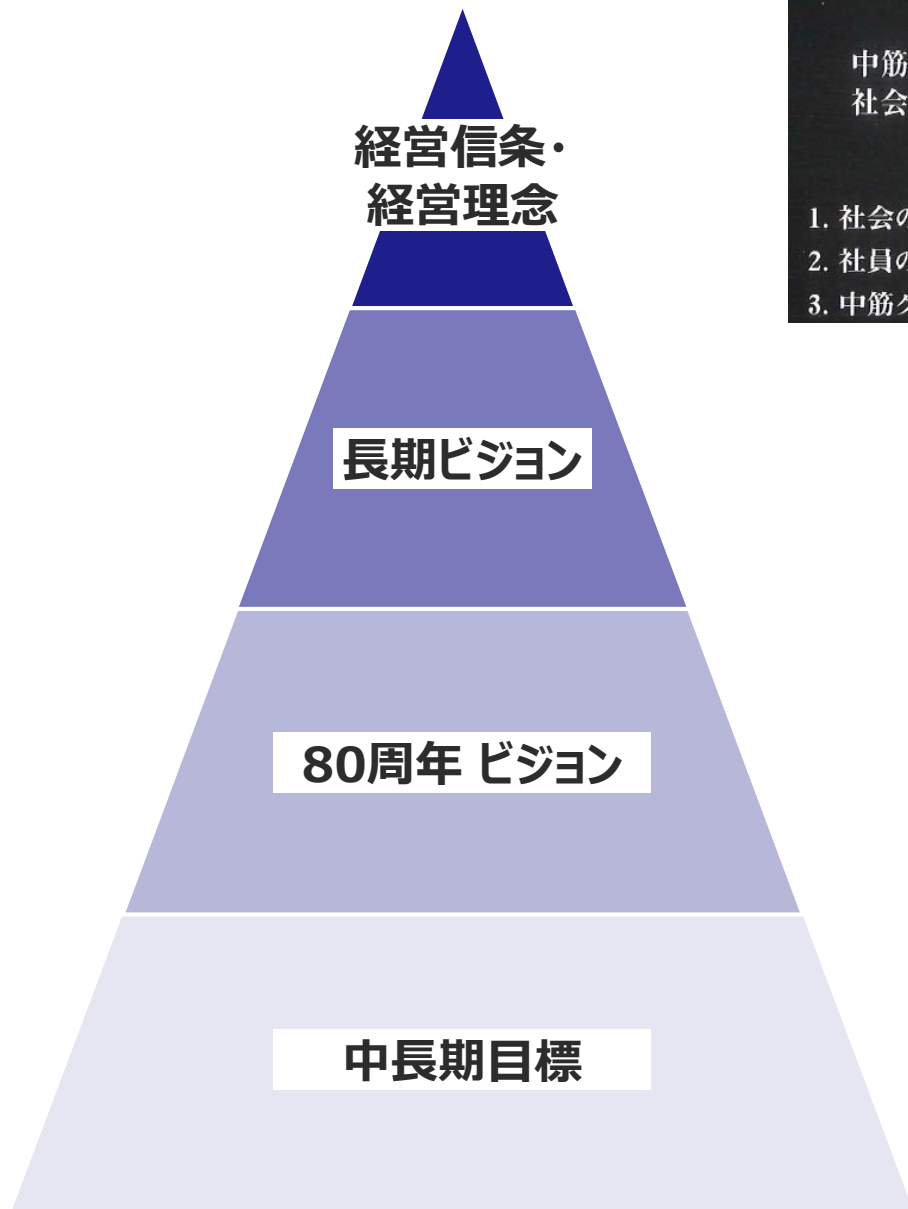 経営信条・
経営理念
長期ビジョン
80周年 ビジョン
中長期目標
中筋
社会
1. 社会の
2. 社員の
3. 中筋グ